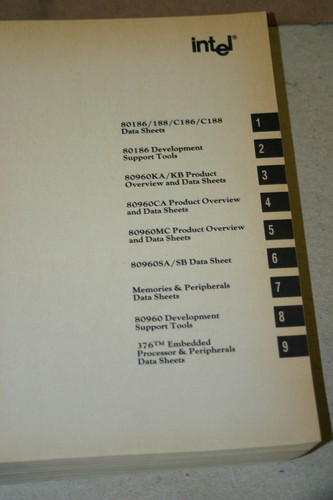 intel®
80186/188/C186/C188 1
Data Sheets
80186 Development 2
Support Tools
80960KA/KB Product 3
Overview and Data Sheets
80960CA Product Overview 4
and Data Sheets
80960MC Product Overview 5
and Data Sheets
80960SA/SB Data Sheet 6
Memories & Peripherals 7
Data Sheets
80960 Development 8
Support Tools
376™ Embedded 9
Processor & Peripherals
Data Sheets